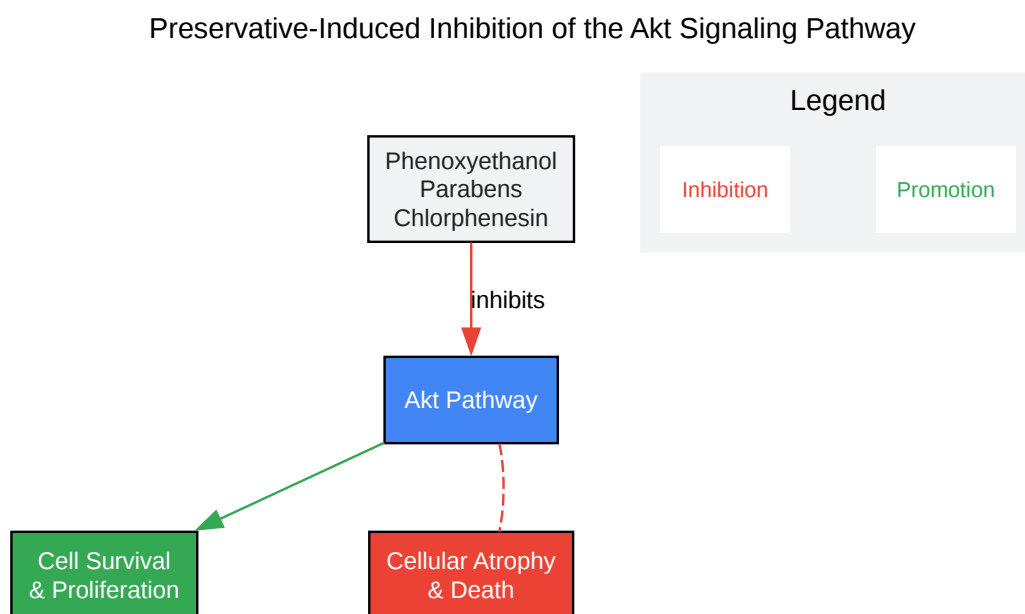 Preservative-Induced Inhibition of the Akt Signaling Pathway
Legend
Inhibition
Promotion
Phenoxyethanol
Parabens
Chlorphenesin
inhibits
Akt Pathway
Cell Survival
& Proliferation
Cellular Atrophy
& Death